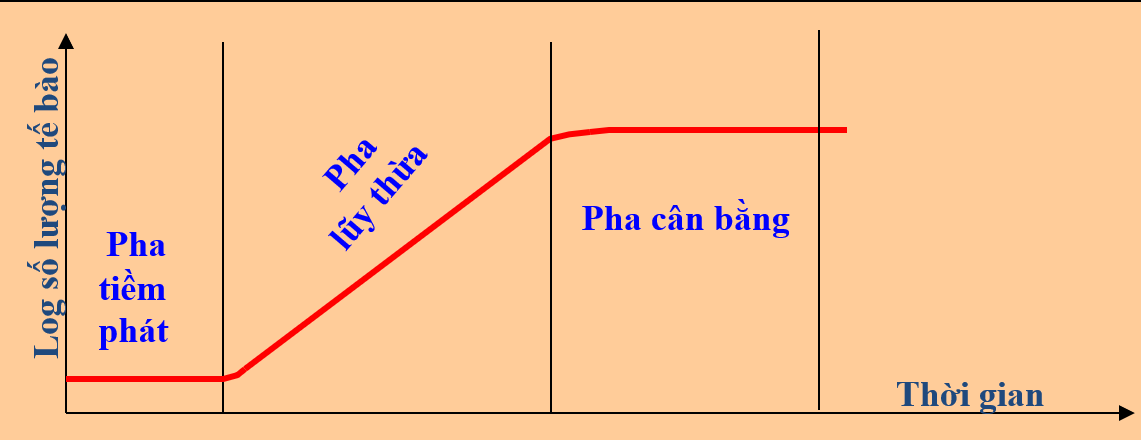 Log số lượng tế bào
Pha
tiềm
phát
Pha
lũy thừa
Pha cân bằng
Thời gian